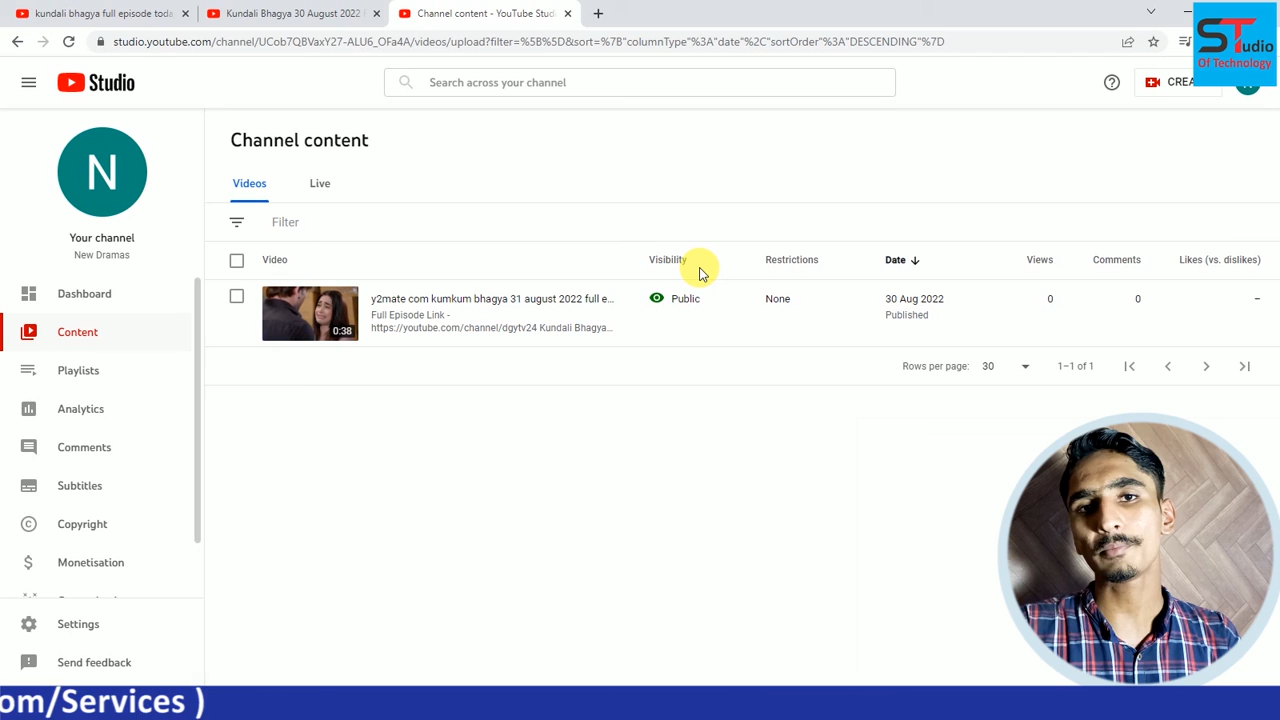 kundali bhagya full episode toda
Kundali Bhagya 30 August 2022
Channel content - YouTube Stud
studio.youtube.com/channel/UCob7QBVaxY27-ALU6_OFa4A/videos/upload?filter=%5B%5D&sort=%7B"columnType"%3A"date"%2C"sortOrder"%3A"DESCENDING"%7D
STudio
Of Technology
Studio
Search across your channel
CREA
Channel content
N
Videos
Live
Your channel
New Dramas
Filter
Video
Visibility
Restrictions
Date
Views
Comments
Likes (vs. dislikes)
Dashboard
y2mate com kumkum bhagya 31 august 2022 full e...
Public
None
30 Aug 2022
0
0
–
Full Episode Link -
Published
https://youtube.com/channel/dgytv24 Kundali Bhagya...
0:38
Content
Rows per page:
30
1–1 of 1
Playlists
Analytics
Comments
Subtitles
Copyright
Monetisation
Settings
Send feedback
om/Services )